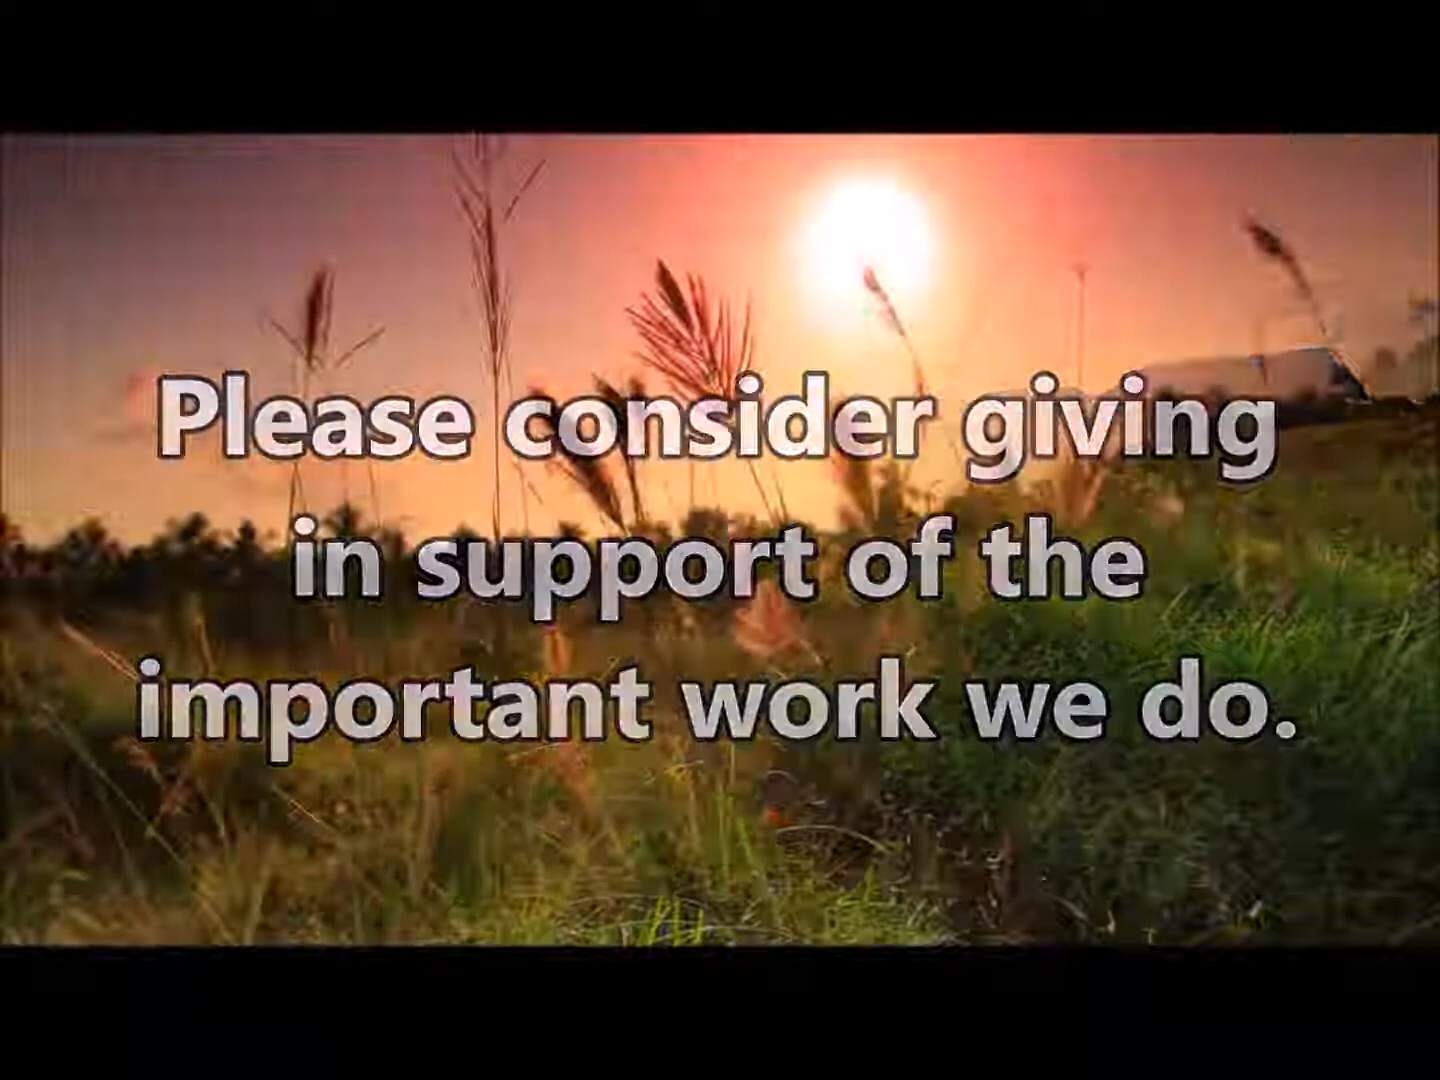 Please consider giving
in support of the
important work we do.